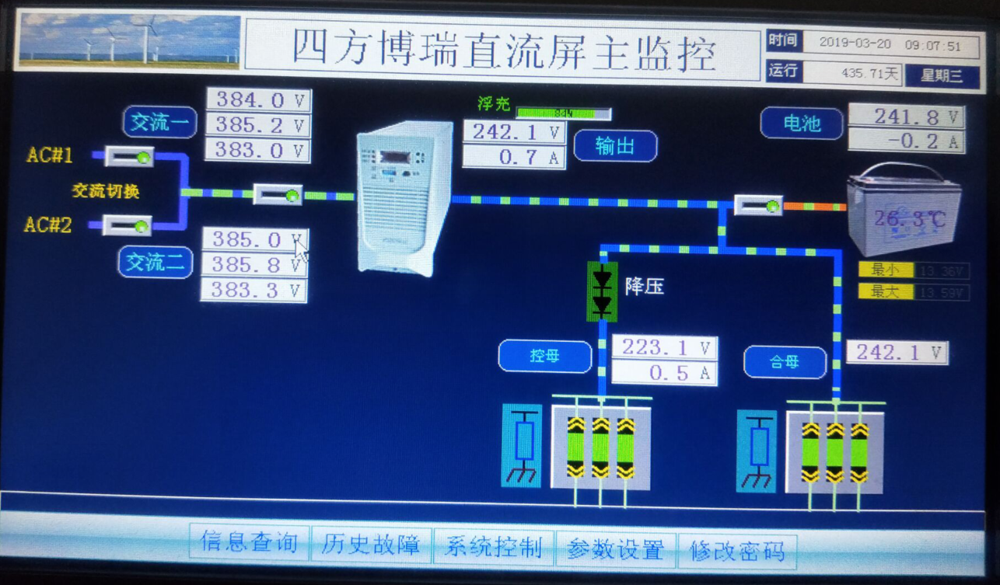 四方博瑞直流屏主监控
时间 2019-03-20 09:07:51
运行 435.71天 星期三
交流一
384.0 V
385.2 V
383.0 V
浮充
242.1 V
0.7 A
输出
电池
241.8 V
-0.2 A
AC#1
交流切换
AC#2
交流二
385.0 V
385.8 V
383.3 V
26.3℃
最小 13.36V
最大 13.59V
降压
控母
223.1 V
0.5 A
合母
242.1 V
信息查询 历史故障 系统控制 参数设置 修改密码